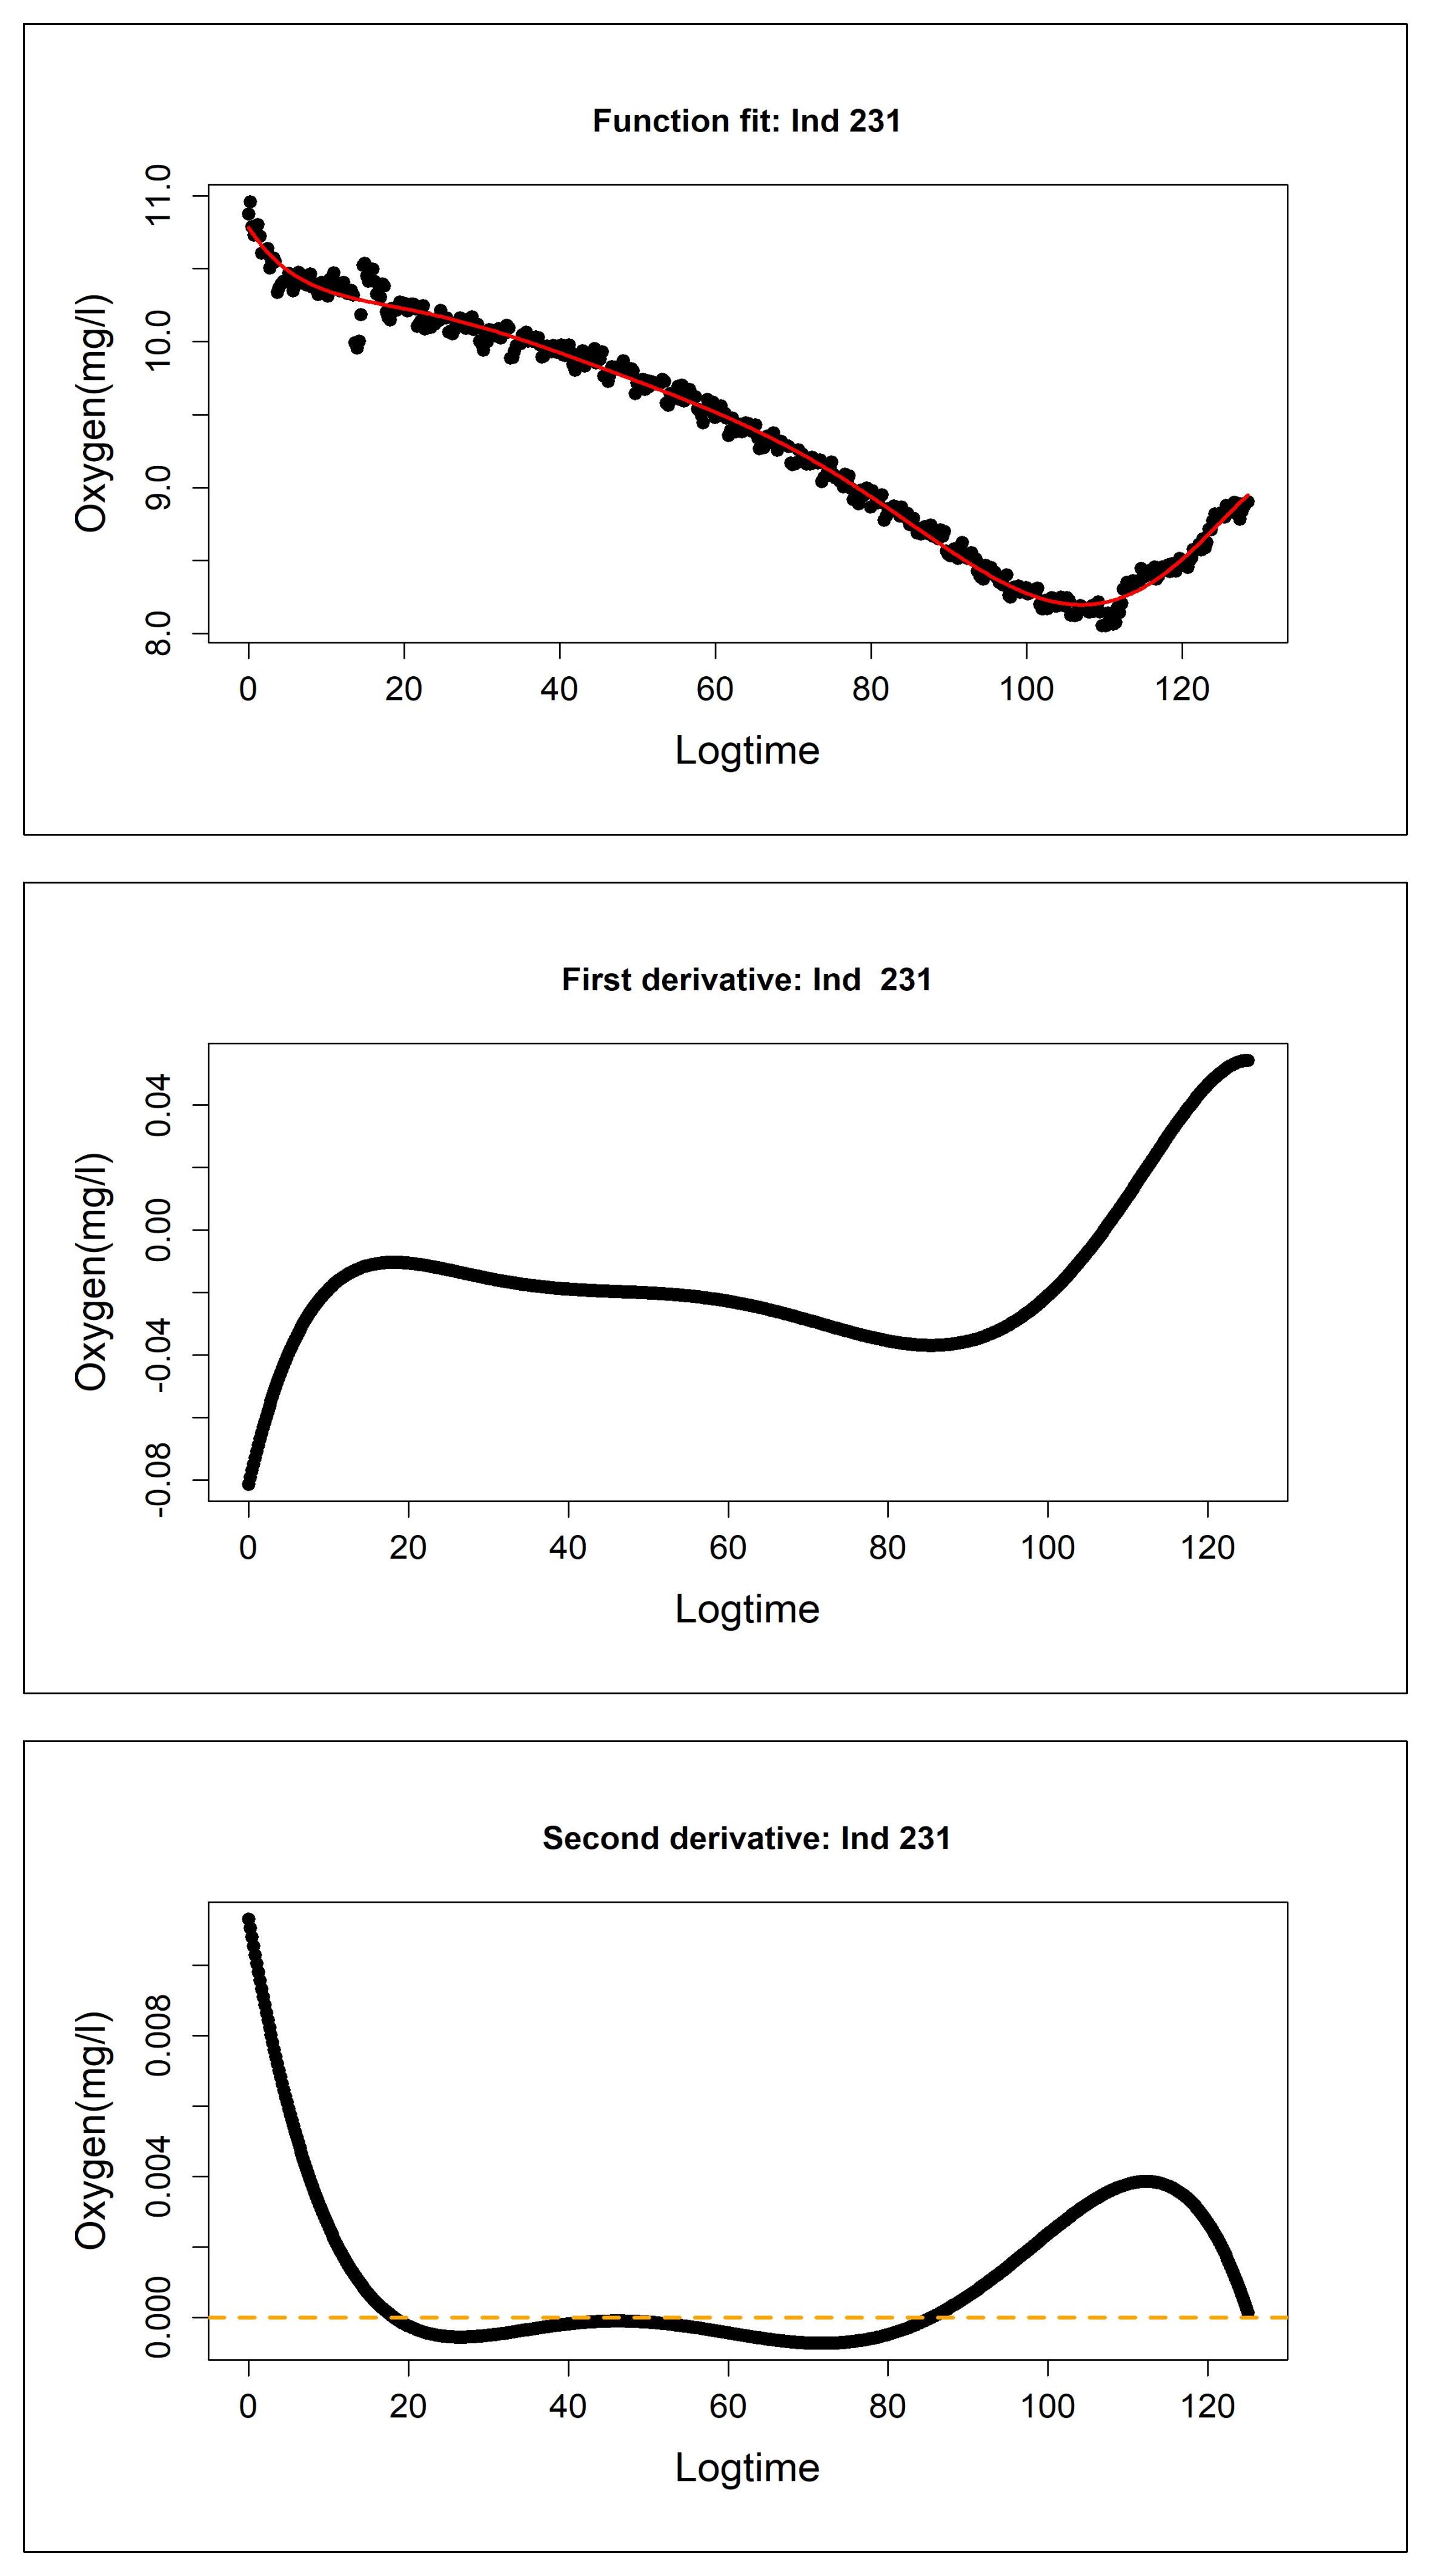 Function fit: Ind 231
Oxygen(mg/l)
11.0
10.0
9.0
8.0
0 20 40 60 80 100 120
Logtime
First derivative: Ind  231
Oxygen(mg/l)
0.04
0.00
-0.04
-0.08
0 20 40 60 80 100 120
Logtime
Second derivative: Ind 231
Oxygen(mg/l)
0.008
0.004
0.000
0 20 40 60 80 100 120
Logtime